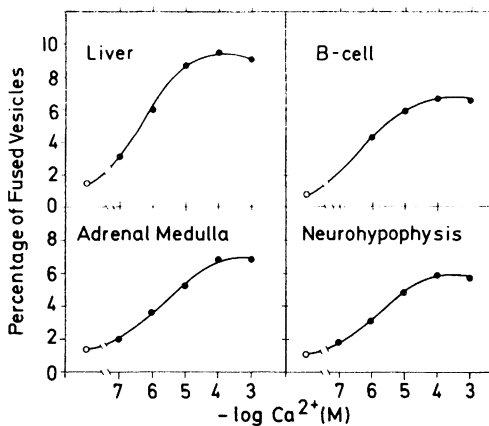 Percentage of Fused Vesicles
10
8
6
4
2
0
Liver
B-cell
8
6
4
2
0
Adrenal Medulla
Neurohypophysis
7 6 5 4 3
7 6 5 4 3
- log Ca2+(M)